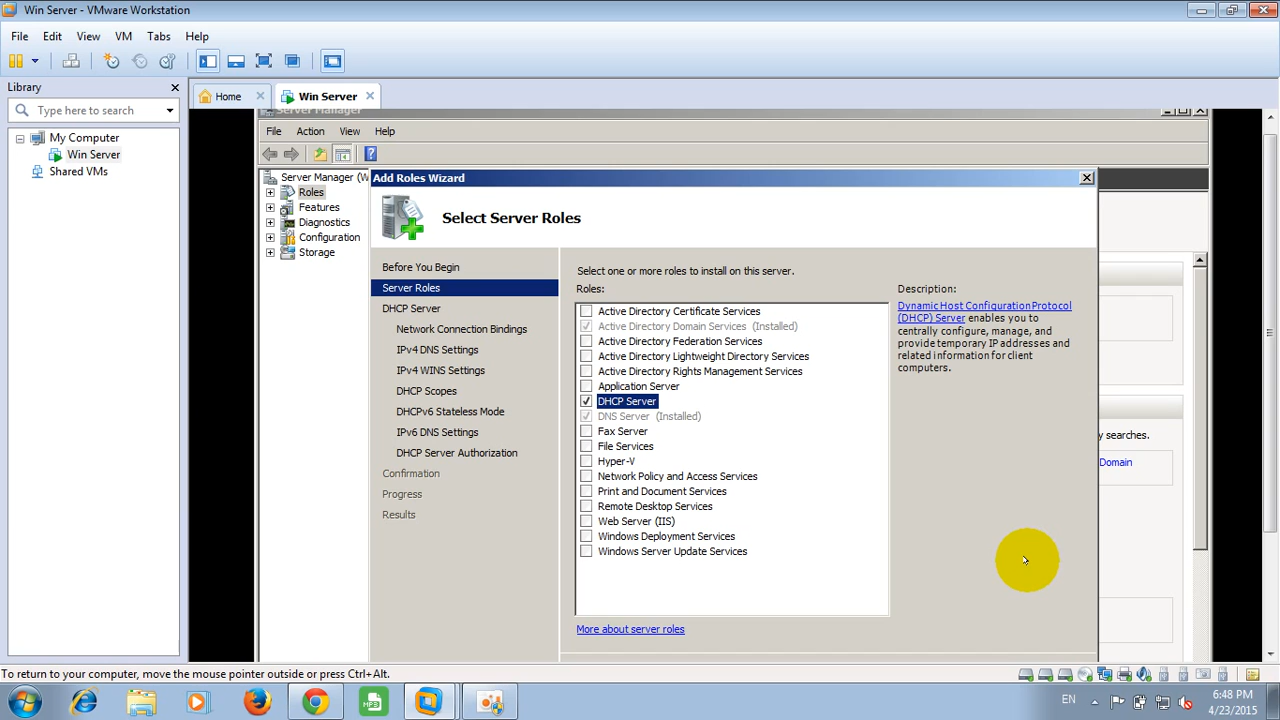 Win Server - VMware Workstation
File Edit View VM Tabs Help
Library
Type here to search
My Computer
Win Server
Shared VMs
Home
Win Server
Server Manager
File Action View Help
Server Manager (W
Roles
Features
Diagnostics
Configuration
Storage
Add Roles Wizard
Select Server Roles
Before You Begin
Server Roles
DHCP Server
Network Connection Bindings
IPv4 DNS Settings
IPv4 WINS Settings
DHCP Scopes
DHCPv6 Stateless Mode
IPv6 DNS Settings
DHCP Server Authorization
Confirmation
Progress
Results
Select one or more roles to install on this server.
Roles:
Active Directory Certificate Services
Active Directory Domain Services (Installed)
Active Directory Federation Services
Active Directory Lightweight Directory Services
Active Directory Rights Management Services
Application Server
DHCP Server
DNS Server (Installed)
Fax Server
File Services
Hyper-V
Network Policy and Access Services
Print and Document Services
Remote Desktop Services
Web Server (IIS)
Windows Deployment Services
Windows Server Update Services
More about server roles
Description:
Dynamic Host Configuration Protocol
(DHCP) Server enables you to
centrally configure, manage, and
provide temporary IP addresses and
related information for client
computers.
y searches.
Domain
To return to your computer, move the mouse pointer outside or press Ctrl+Alt.
MP3
EN
6:48 PM
4/23/2015